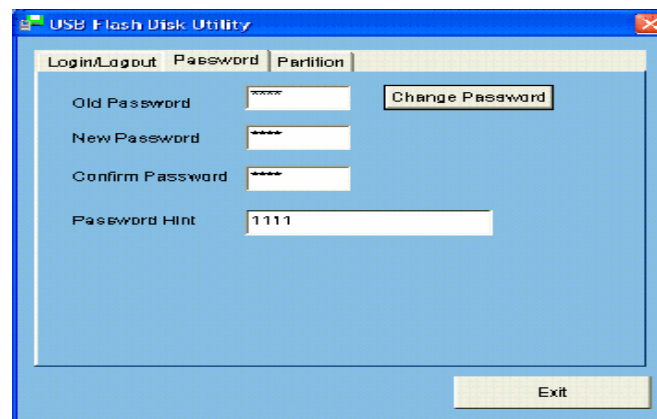 USB Flash Disk Utility
Login/Logout Password Partition
Old Password **** Change Password
New Password ****
Confirm Password ****
Password Hint 1111
Exit